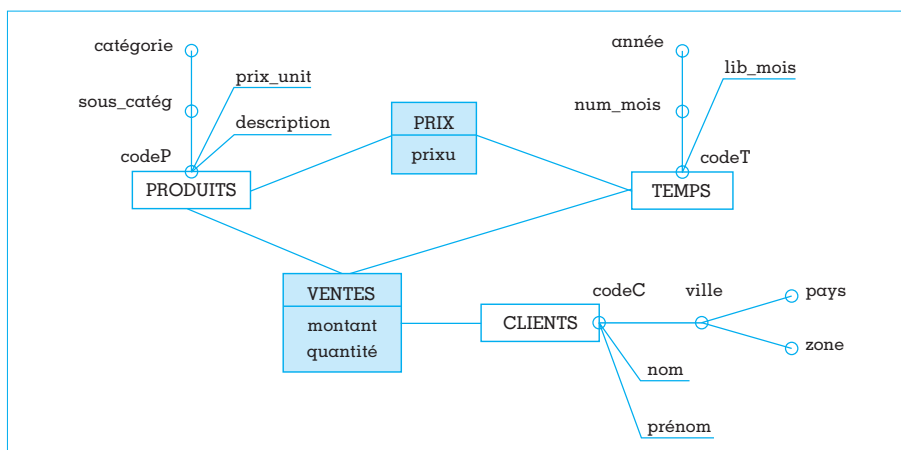 catégorie
année
prix_unit
lib_mois
sous_catég
num_mois
description
PRIX
prixu
codeP
codeT
PRODUITS
TEMPS
VENTES
montant
quantité
codeC
ville
pays
CLIENTS
zone
nom
prénom